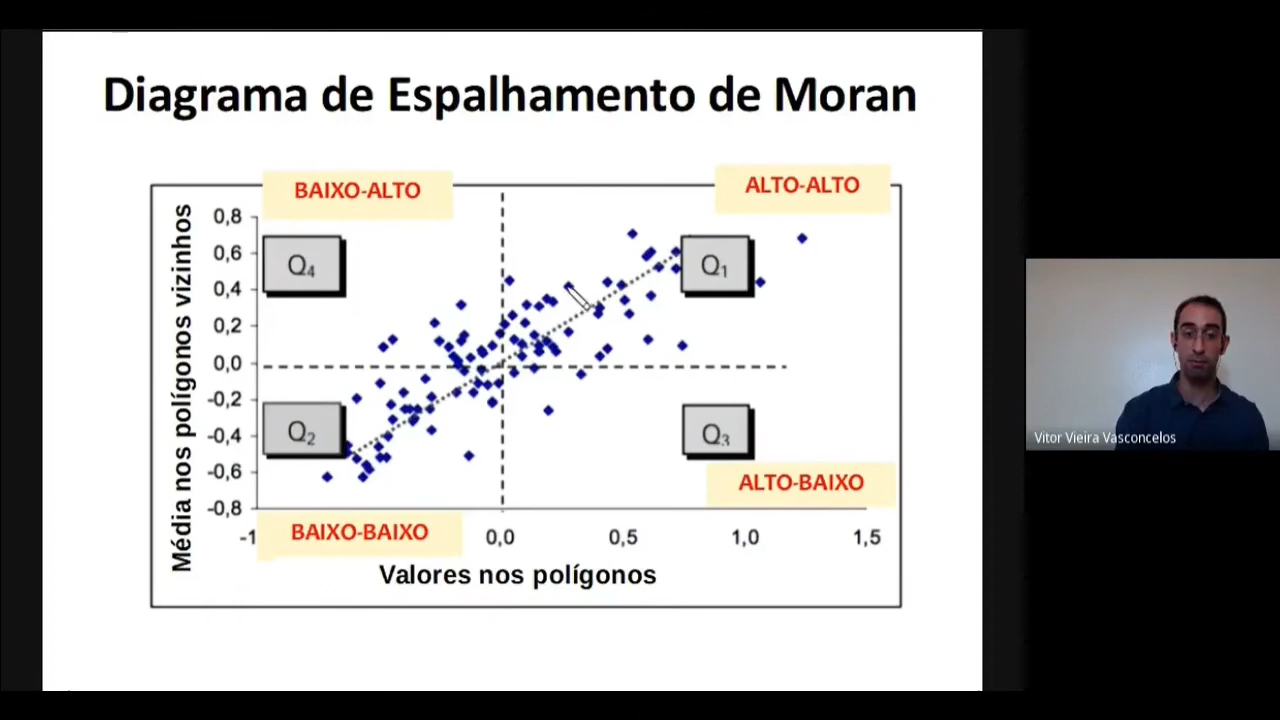 Diagrama de Espalhamento de Moran
BAIXO-ALTO
ALTO-ALTO
Média nos polígonos vizinhos
0,8
0,6
0,4
0,2
0,0
-0,2
-0,4
-0,6
-0,8
Q4
Q1
Q2
Q3
ALTO-BAIXO
BAIXO-BAIXO
-1
0,0
0,5
1,0
1,5
Valores nos polígonos
Vitor Vieira Vasconcelos